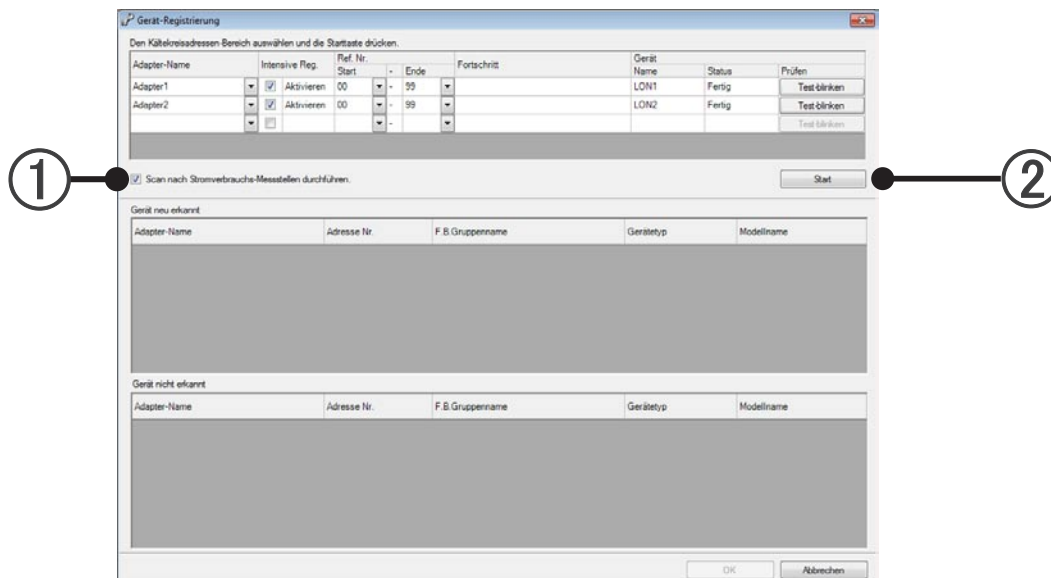 Gerät-Registrierung
Den Kältekreisadressen-Bereich auswählen und die Starttaste drücken.
Adapter-Name Intensive Reg. Ref. Nr. Start - Ende Fortschritt Gerät Name Status Prüfen
Adapter1 Aktivieren 00 - 99 LON1 Fertig Test-blinken
Adapter2 Aktivieren 00 - 99 LON2 Fertig Test-blinken
- Test-blinken
1 Scan nach Stromverbrauchs-Messstellen durchführen. Start 2
Gerät neu erkannt
Adapter-Name Adresse Nr. F.B.Gruppenname Gerätetyp Modellname
Gerät nicht erkannt
Adapter-Name Adresse Nr. F.B.Gruppenname Gerätetyp Modellname
OK Abbrechen